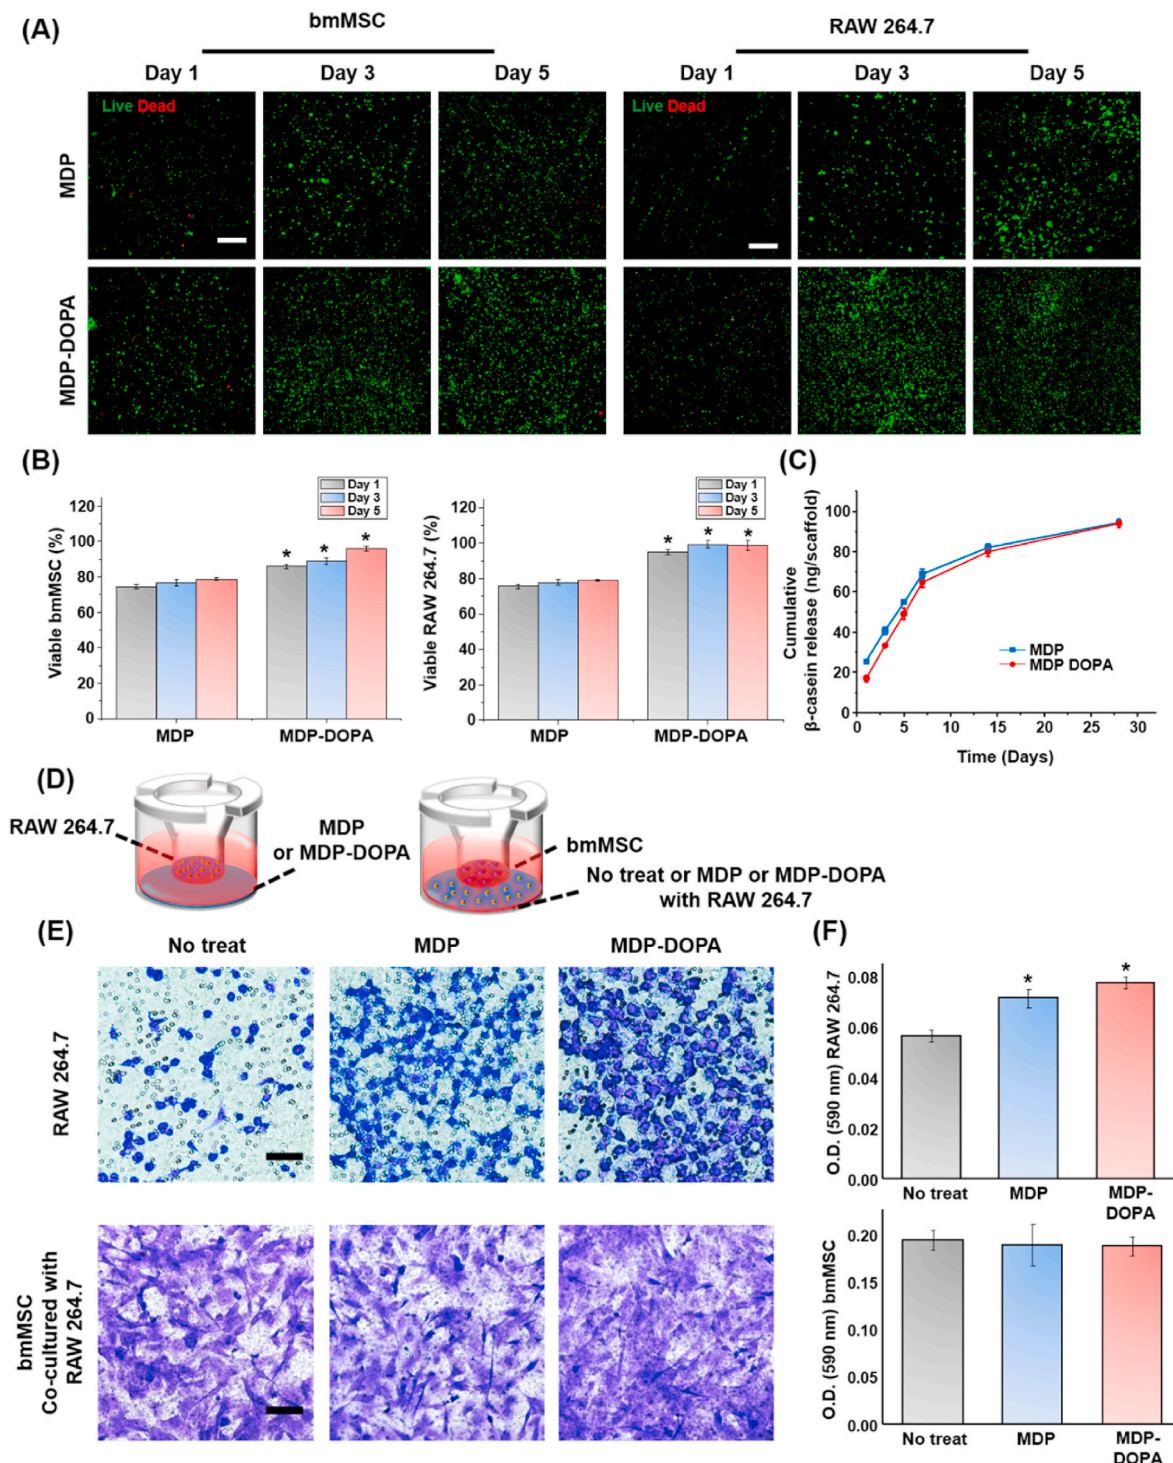 (A)
bmMSC
RAW 264.7
Day 1
Day 3
Day 5
Day 1
Day 3
Day 5
MDP
Live Dead
Live Dead
MDP-DOPA
(B)
Viable bmMSC (%)
120
100
80
60
40
20
0
Day 1
Day 3
Day 5
*
*
*
MDP
MDP-DOPA
Viable RAW 264.7 (%)
120
100
80
60
40
20
0
Day 1
Day 3
Day 5
*
*
*
MDP
MDP-DOPA
(C)
Cumulative
β-casein release (ng/scaffold)
100
80
60
40
20
0
MDP
MDP DOPA
0
5
10
15
20
25
30
Time (Days)
(D)
RAW 264.7
MDP
or MDP-DOPA
bmMSC
No treat or MDP or MDP-DOPA
with RAW 264.7
(E)
No treat
MDP
MDP-DOPA
RAW 264.7
bmMSC
Co-cultured with
RAW 264.7
(F)
O.D. (590 nm) RAW 264.7
0.08
0.06
0.04
0.02
0.00
*
*
No treat
MDP
MDP-
DOPA
O.D. (590 nm) bmMSC
0.20
0.15
0.10
0.05
0.00
No treat
MDP
MDP-
DOPA